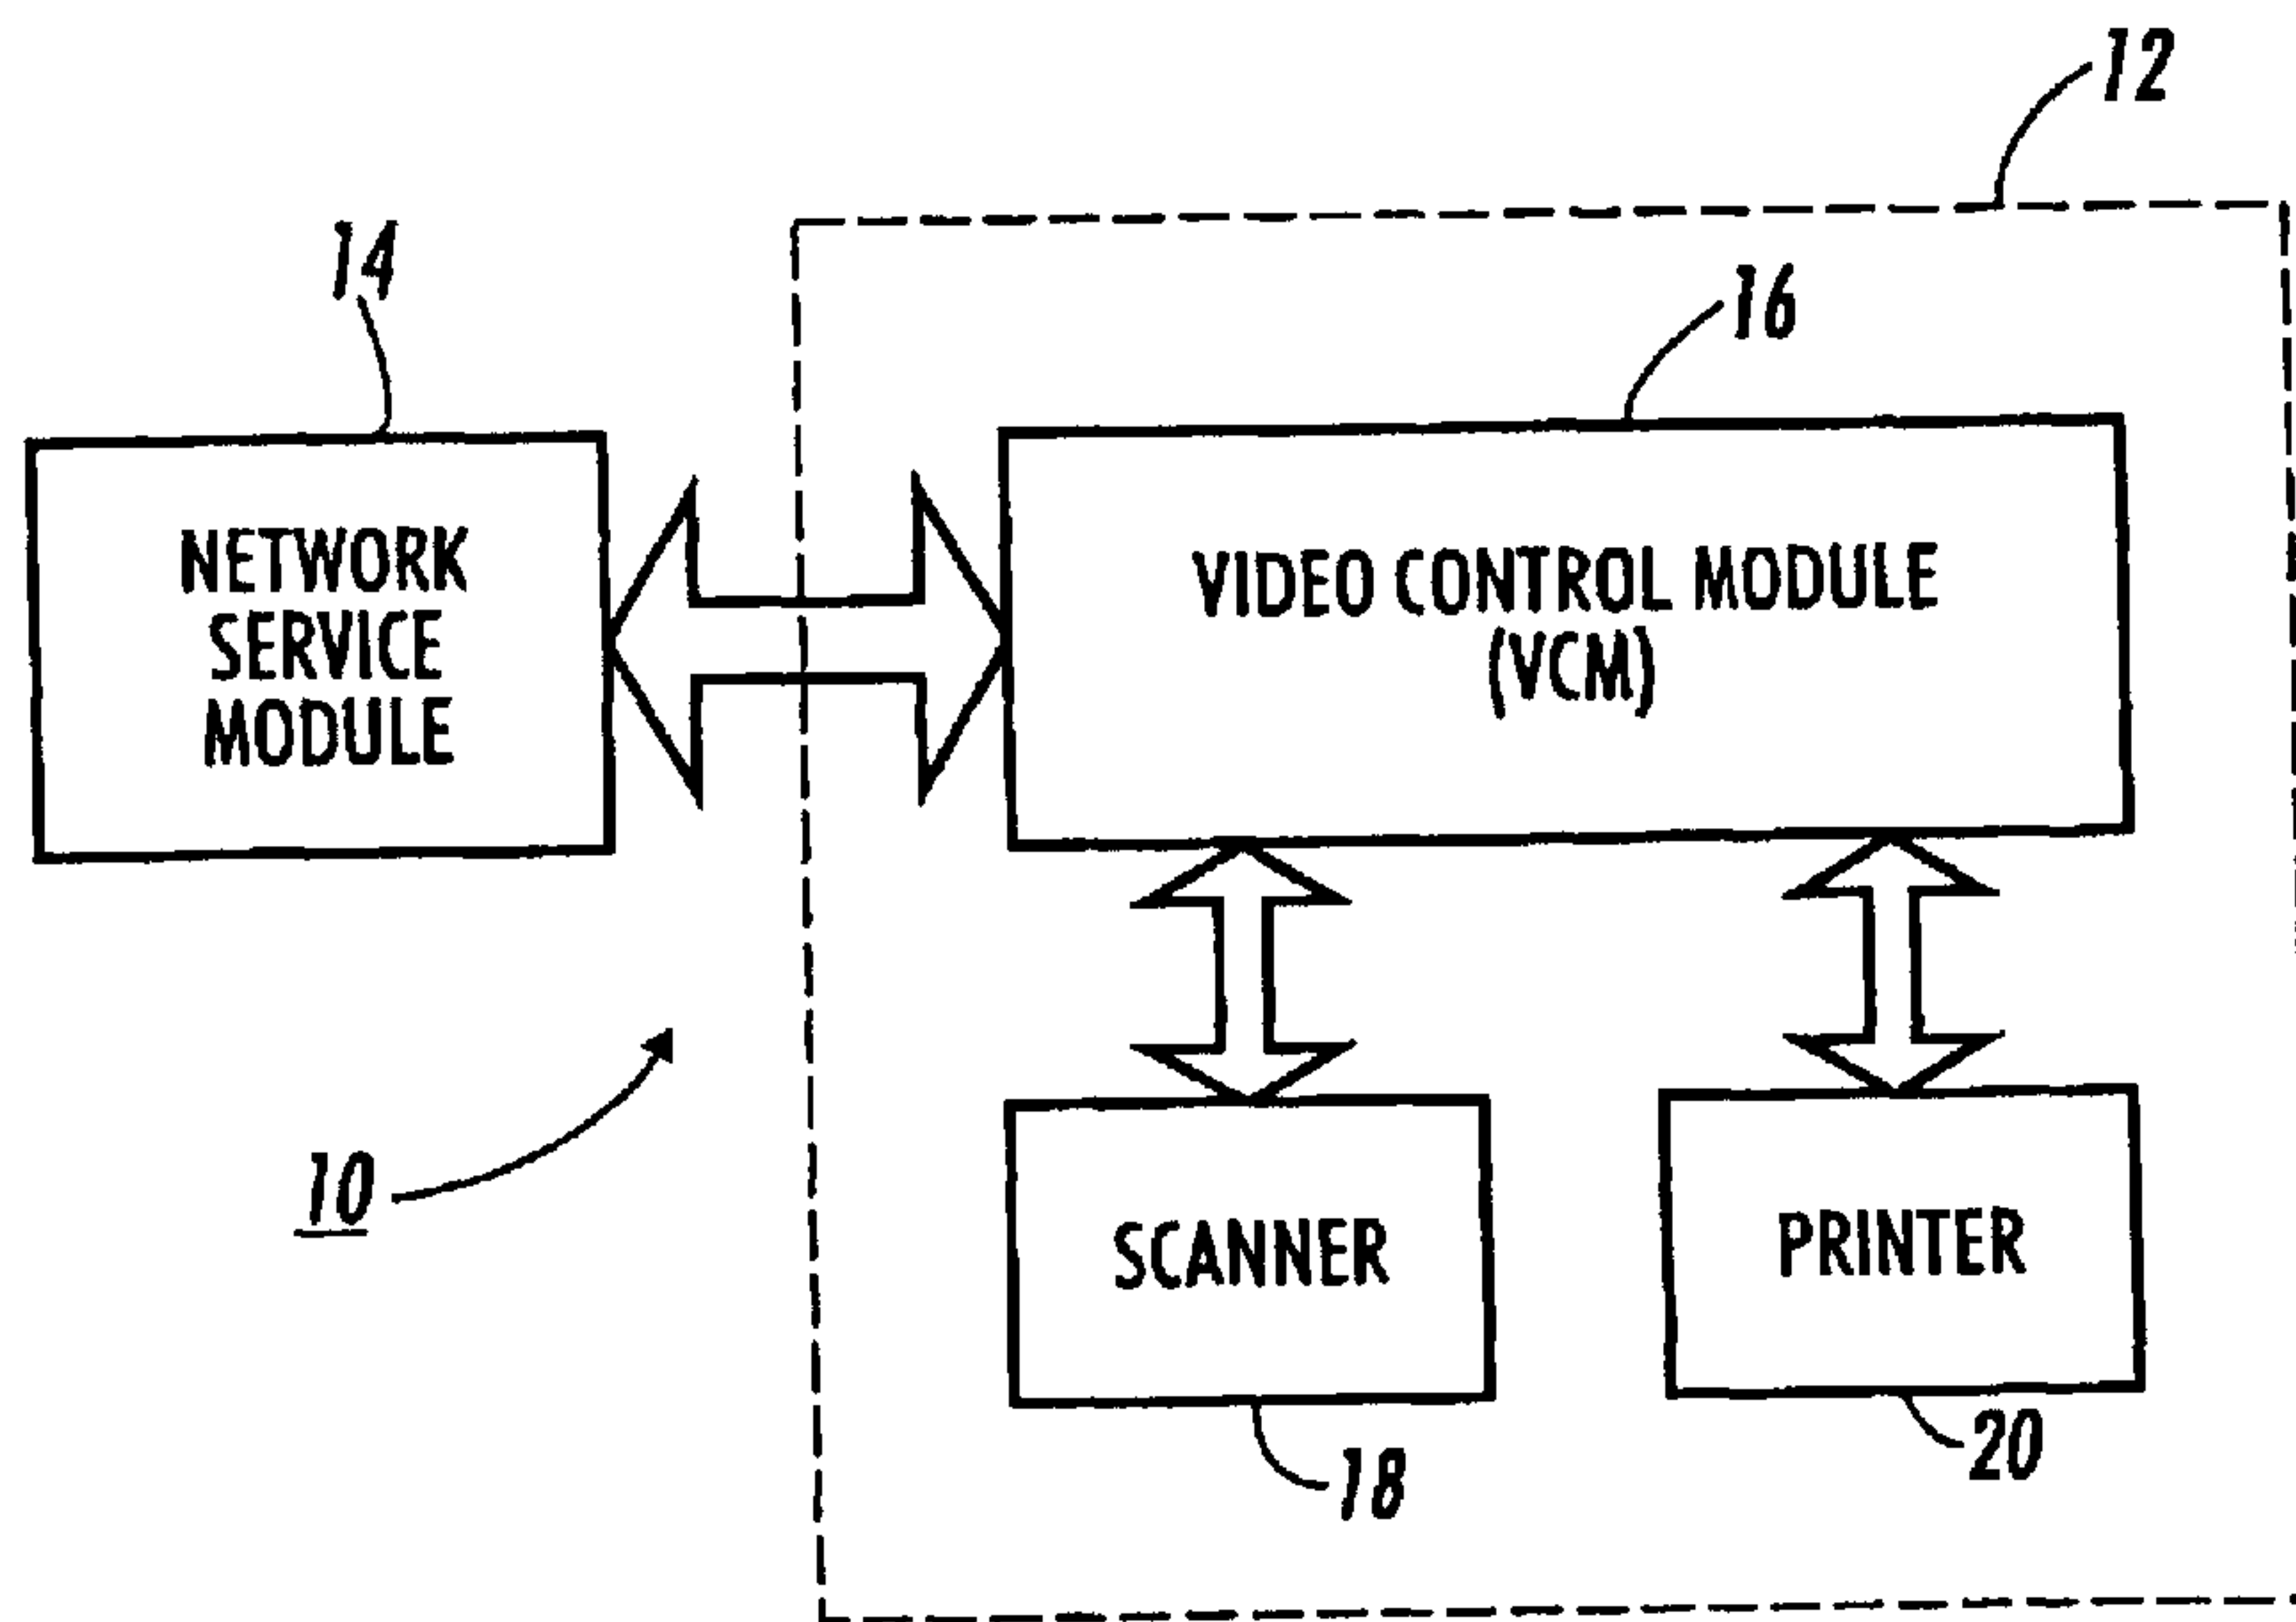 12
14
16
NETWORK
SERVICE
MODULE
VIDEO CONTROL MODULE
(VCM)
10
SCANNER
PRINTER
18
20